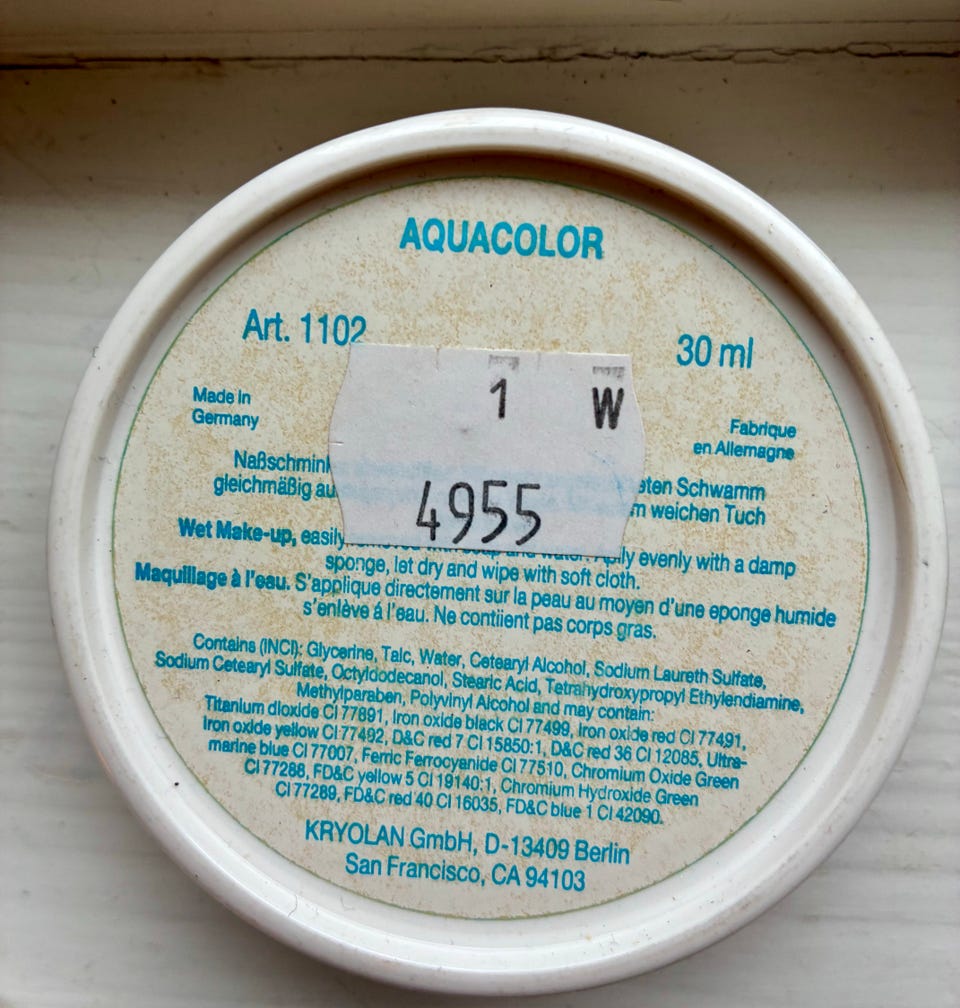 AQUACOLOR
Art. 1102
30 ml
1 W
4955
Made in
Germany
Fabrique
en Allemagne
Naßschmink
eten Schwamm
gleichmäßig au
m weichen Tuch
Wet Make-up, easily evenly with a damp
sponge, let dry and wipe with soft cloth.
Maquillage à l'eau. S'applique directement sur la peau au moyen d'une eponge humide
s'enlève á l'eau. Ne contiient pas corps gras.
Contains (INCI): Glycerine, Talc, Water, Cetearyl Alcohol, Sodium Laureth Sulfate,
Sodium Cetearyl Sulfate, Octyldodecanol, Stearic Acid, Tetrahydroxypropyl Ethylendiamine,
Methylparaben, Polyvinyl Alcohol and may contain:
Titanium dioxide CI 77891, Iron oxide black CI 77499, Iron oxide red CI 77491,
Iron oxide yellow CI 77492, D&C red 7 CI 15850:1, D&C red 36 CI 12085, Ultra-
marine blue CI 77007, Ferric Ferrocyanide CI 77510, Chromium Oxide Green
CI 77288, FD&C yellow 5 CI 19140:1, Chromium Hydroxide Green
CI 77289, FD&C red 40 CI 16035, FD&C blue 1 CI 42090.
KRYOLAN GmbH, D-13409 Berlin
San Francisco, CA 94103